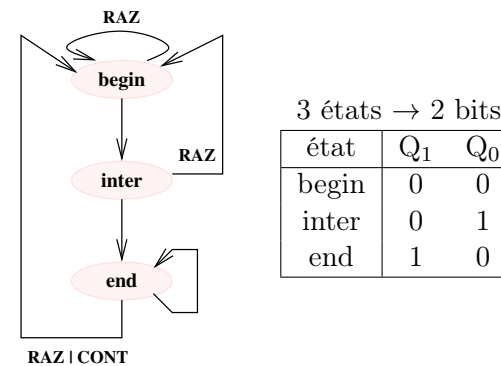 RAZ
begin
RAZ
inter
end
RAZ | CONT
3 états → 2 bits
état Q₁ Q₀
begin 0 0
inter 0 1
end 1 0